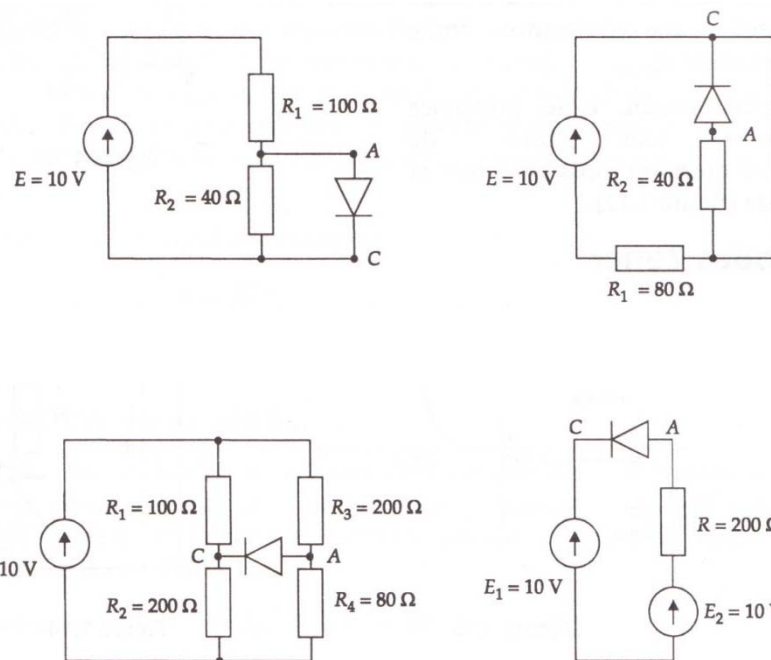 C
R₁ = 100 Ω
A
E = 10 V
R₂ = 40 Ω
C
A
E = 10 V
R₂ = 40 Ω
R₁ = 80 Ω
R₁ = 100 Ω
R₃ = 200 Ω
C
A
10 V
R₂ = 200 Ω
R₄ = 80 Ω
C
A
R = 200 Ω
E₁ = 10 V
E₂ = 10 V